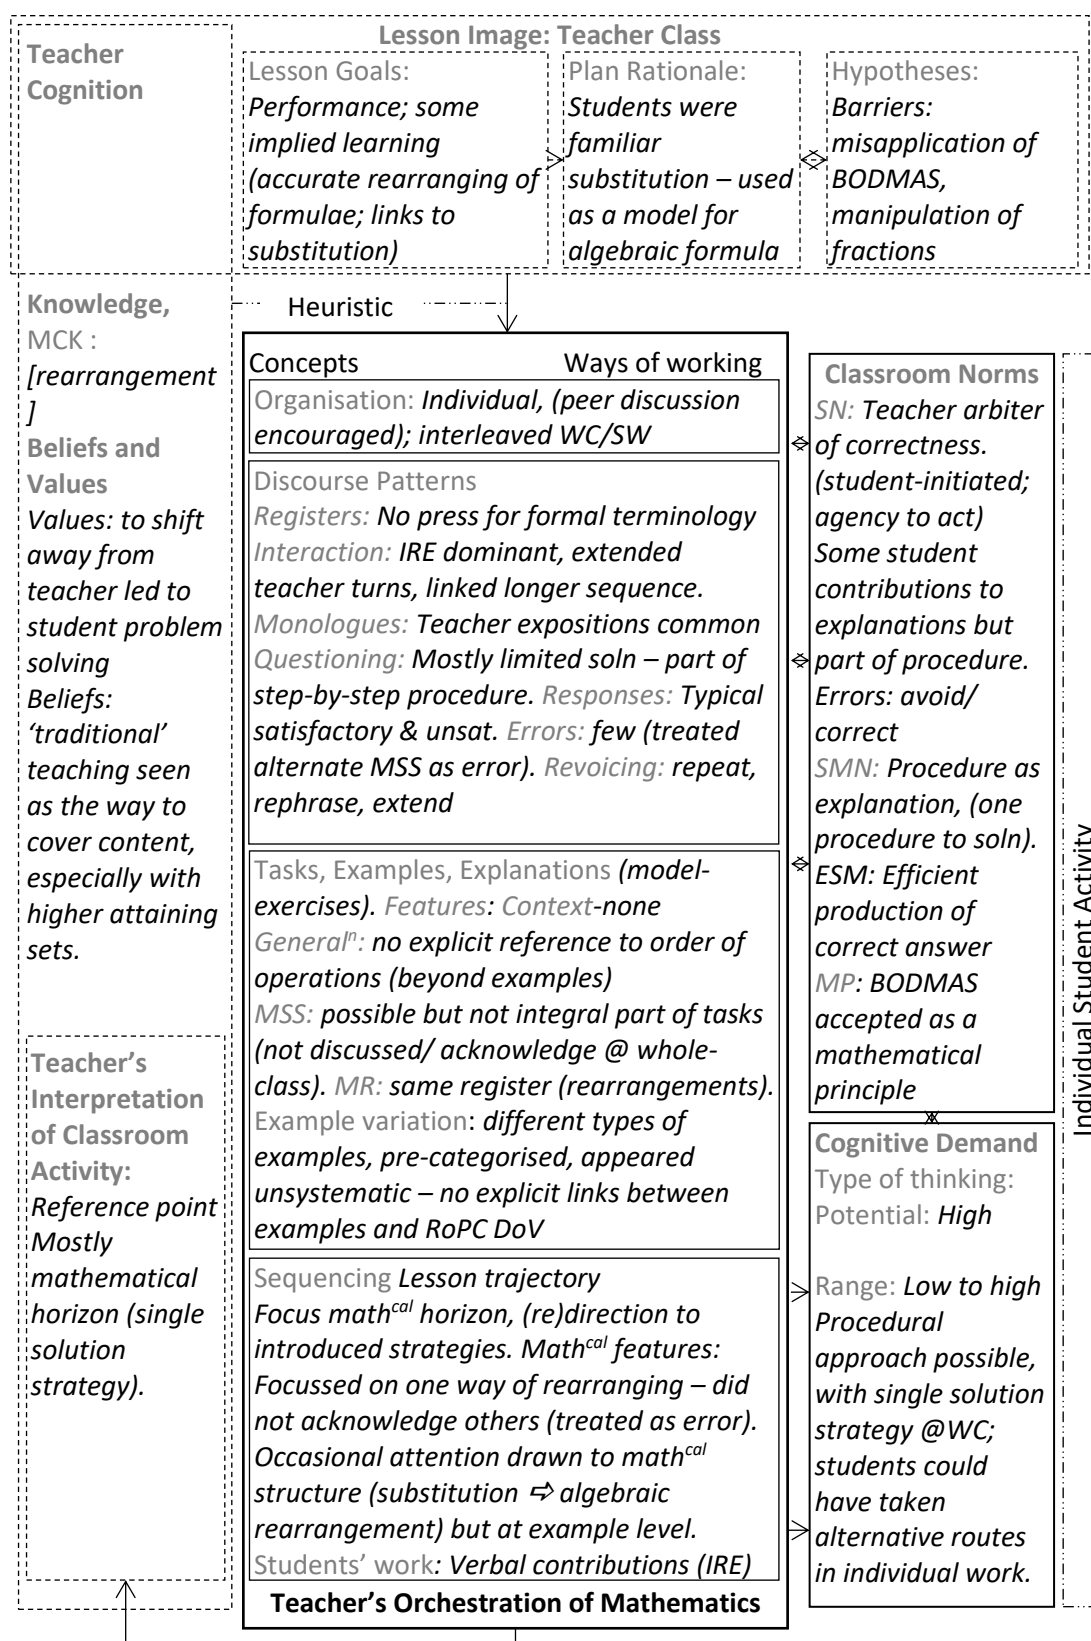 Lesson Image: Teacher Class
Teacher
Cognition
Lesson Goals:
Performance; some
implied learning
(accurate rearranging of
formulae; links to
substitution)
Plan Rationale:
Students were
familiar
substitution – used
as a model for
algebraic formula
Hypotheses:
Barriers:
misapplication of
BODMAS,
manipulation of
fractions
Knowledge,
MCK :
[rearrangement
]
Beliefs and
Values
Values: to shift
away from
teacher led to
student problem
solving
Beliefs:
‘traditional’
teaching seen
as the way to
cover content,
especially with
higher attaining
sets.
Teacher’s
Interpretation
of Classroom
Activity:
Reference point
Mostly
mathematical
horizon (single
solution
strategy).
Heuristic
Concepts Ways of working
Organisation: Individual, (peer discussion
encouraged); interleaved WC/SW
Discourse Patterns
Registers: No press for formal terminology
Interaction: IRE dominant, extended
teacher turns, linked longer sequence.
Monologues: Teacher expositions common
Questioning: Mostly limited soln – part of
step-by-step procedure. Responses: Typical
satisfactory & unsat. Errors: few (treated
alternate MSS as error). Revoicing: repeat,
rephrase, extend
Tasks, Examples, Explanations (model-
exercises). Features: Context-none
Generalⁿ: no explicit reference to order of
operations (beyond examples)
MSS: possible but not integral part of tasks
(not discussed/ acknowledge @ whole-
class). MR: same register (rearrangements).
Example variation: different types of
examples, pre-categorised, appeared
unsystematic – no explicit links between
examples and RoPC DoV
Sequencing Lesson trajectory
Focus math^cal horizon, (re)direction to
introduced strategies. Math^cal features:
Focussed on one way of rearranging – did
not acknowledge others (treated as error).
Occasional attention drawn to math^cal
structure (substitution ⇨ algebraic
rearrangement) but at example level.
Students’ work: Verbal contributions (IRE)
Teacher’s Orchestration of Mathematics
Classroom Norms
SN: Teacher arbiter
of correctness.
(student-initiated;
agency to act)
Some student
contributions to
explanations but
part of procedure.
Errors: avoid/
correct
SMN: Procedure as
explanation, (one
procedure to soln).
ESM: Efficient
production of
correct answer
MP: BODMAS
accepted as a
mathematical
principle
Cognitive Demand
Type of thinking:
Potential: High
Range: Low to high
Procedural
approach possible,
with single solution
strategy @WC;
students could
have taken
alternative routes
in individual work.
Individual Student Activity